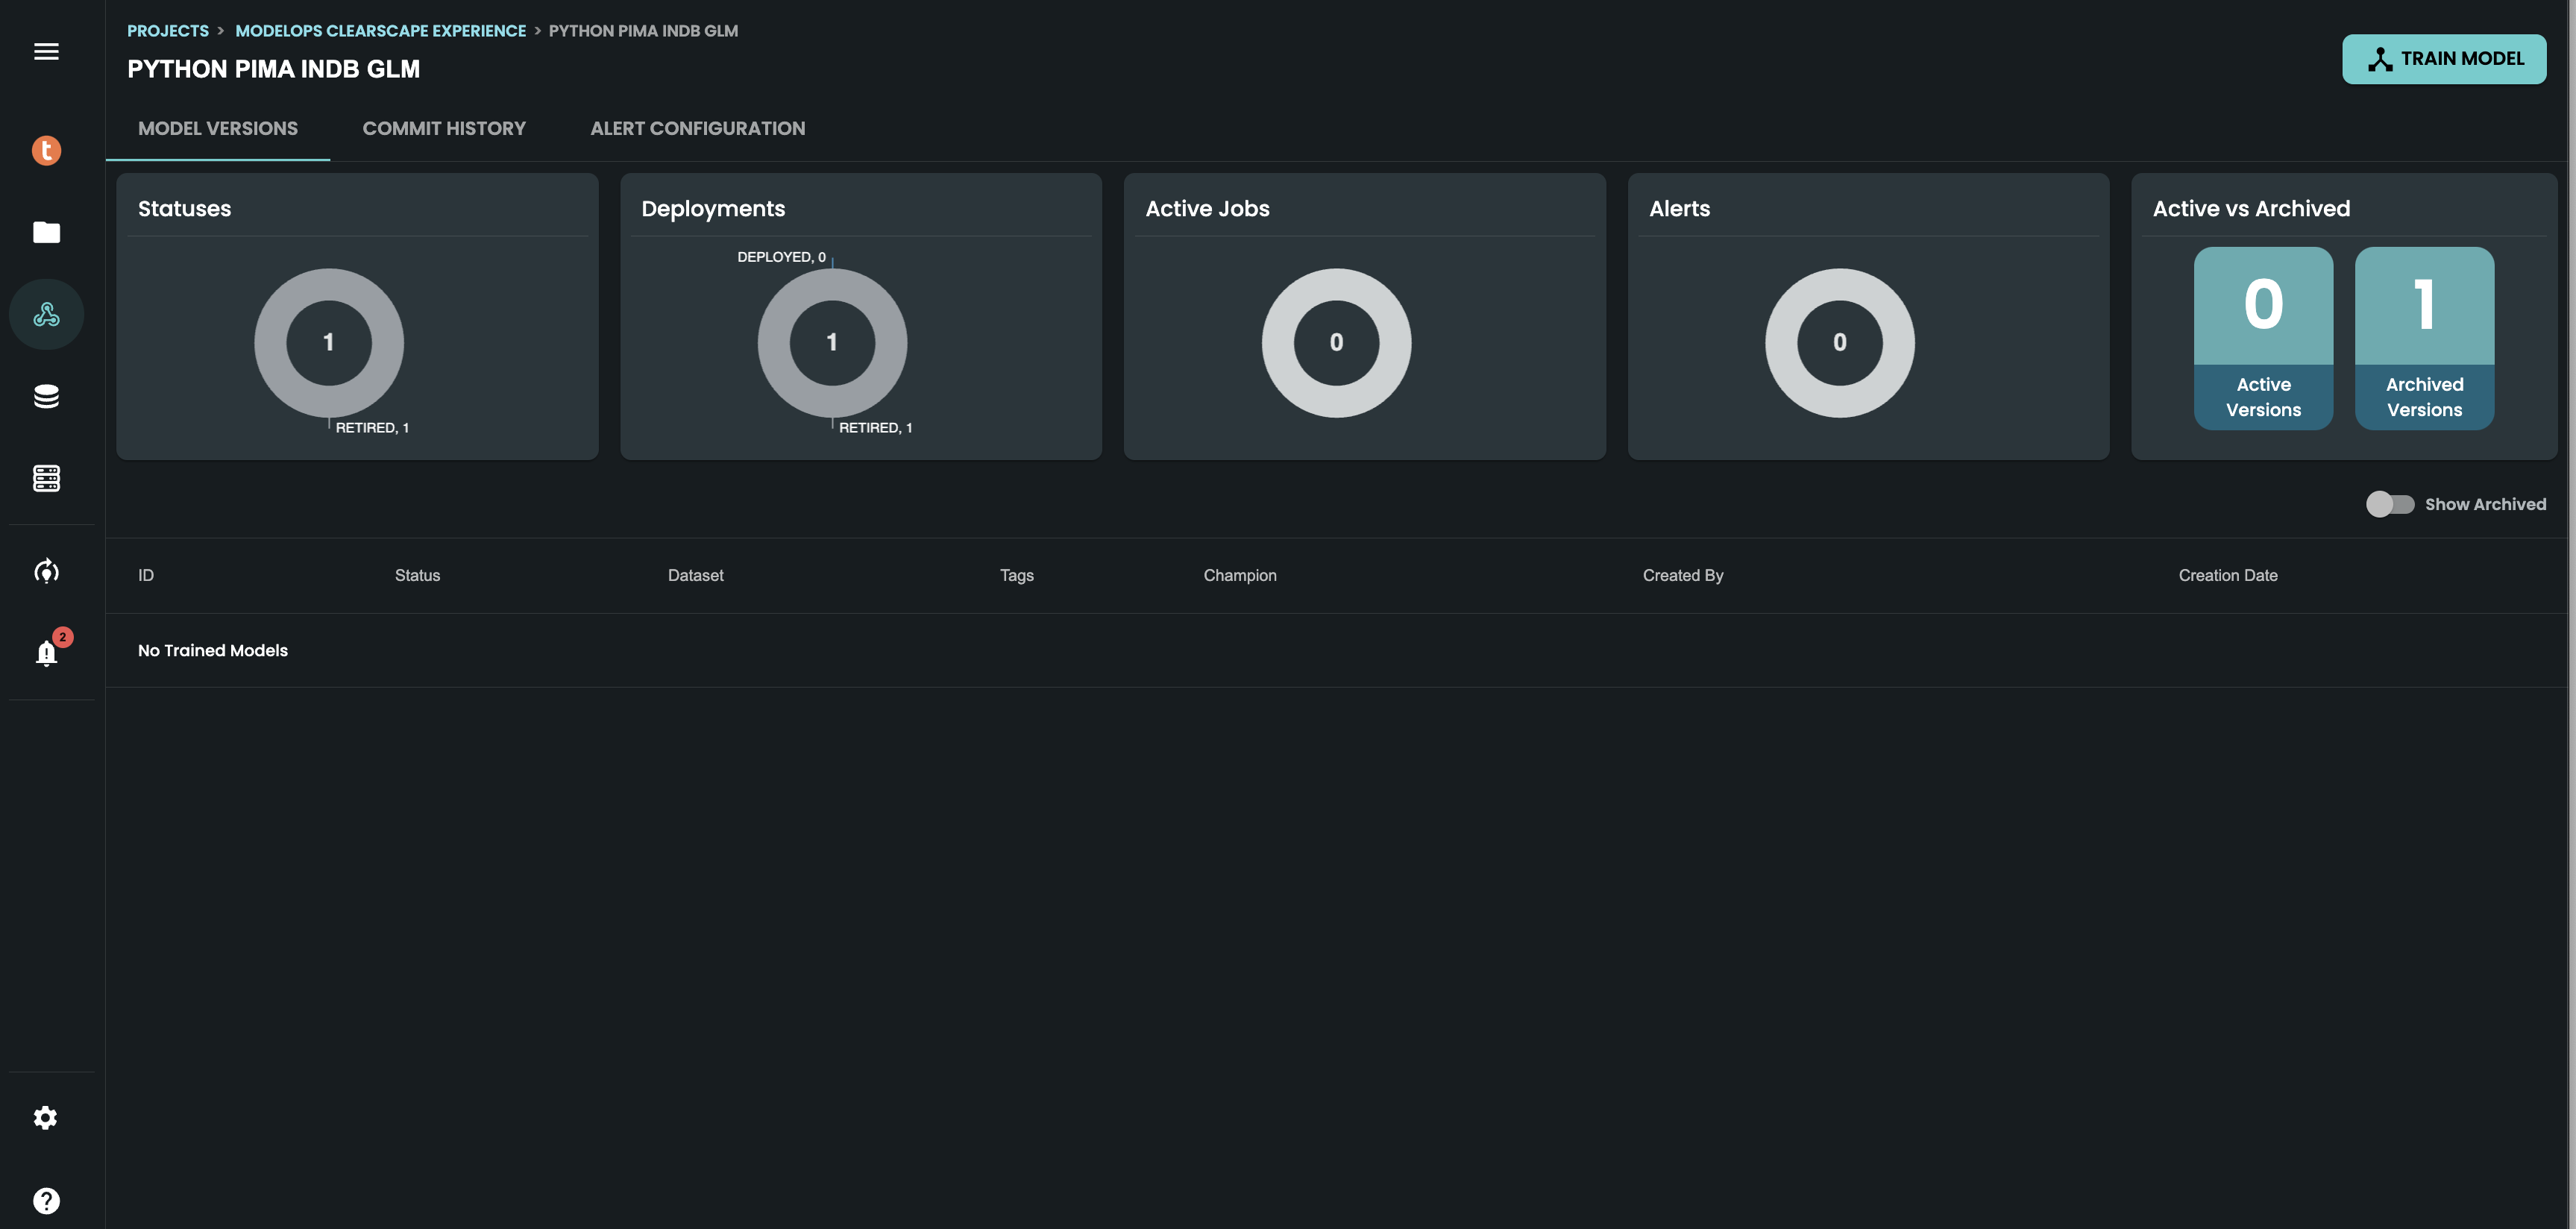 PROJECTS > MODELOPS CLEARSCAPE EXPERIENCE > PYTHON PIMA INDB GLM
PYTHON PIMA INDB GLM
TRAIN MODEL
MODEL VERSIONS COMMIT HISTORY ALERT CONFIGURATION
t
Statuses
1
RETIRED, 1
Deployments
DEPLOYED, 0
1
RETIRED, 1
Active Jobs
0
Alerts
0
Active vs Archived
0
Active
Versions
1
Archived
Versions
Show Archived
ID Status Dataset Tags Champion Created By Creation Date
No Trained Models
2
?